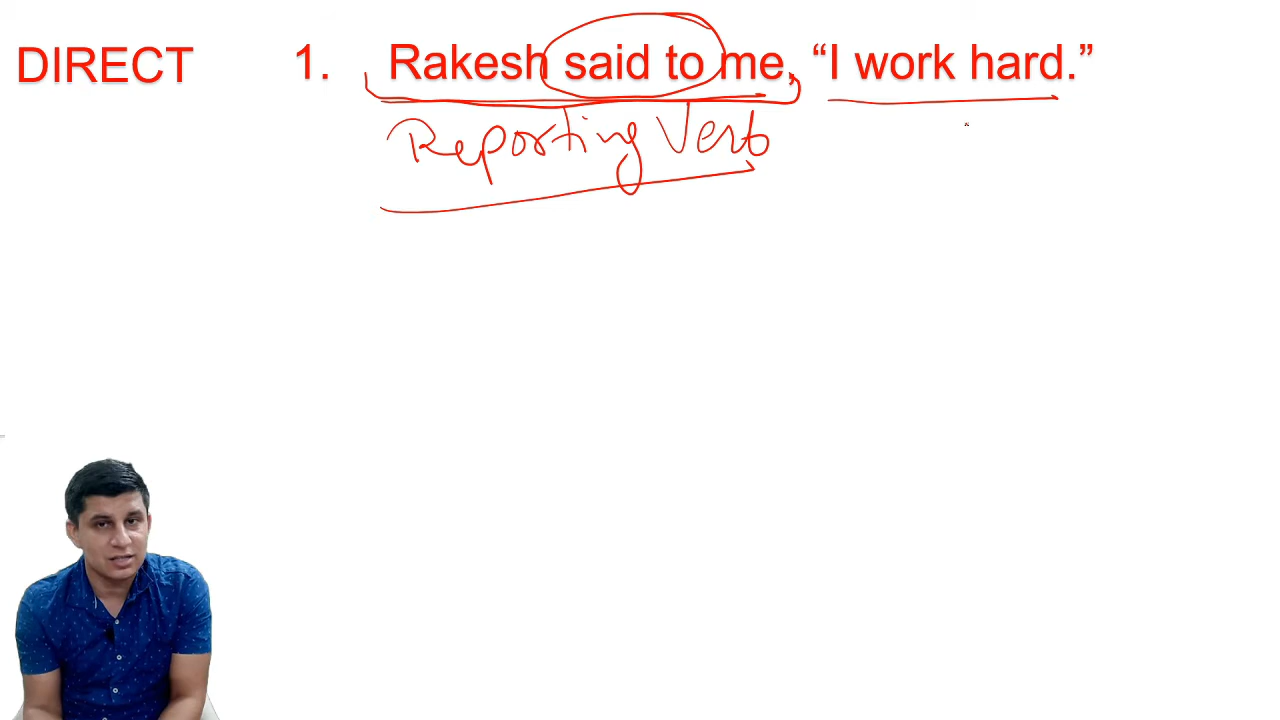 DIRECT 1. Rakesh said to me, “I work hard.”
Reporting Verb